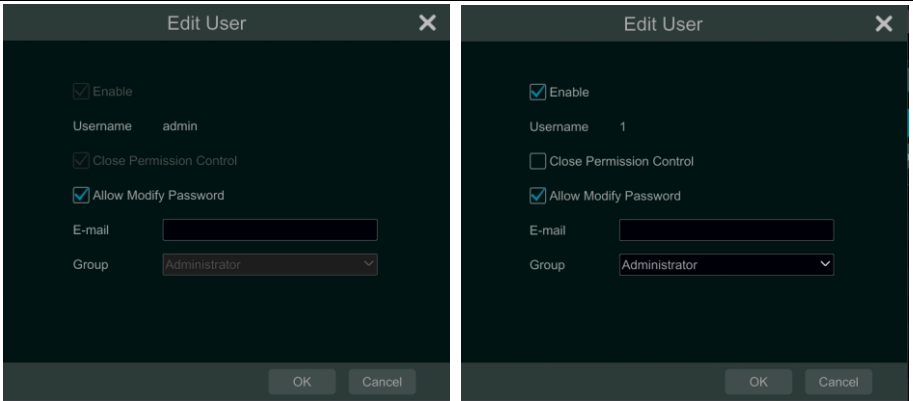 Edit User
Enable
Username admin
Close Permission Control
Allow Modify Password
E-mail
Group Administrator
OK Cancel
Edit User
Enable
Username 1
Close Permission Control
Allow Modify Password
E-mail
Group Administrator
OK Cancel